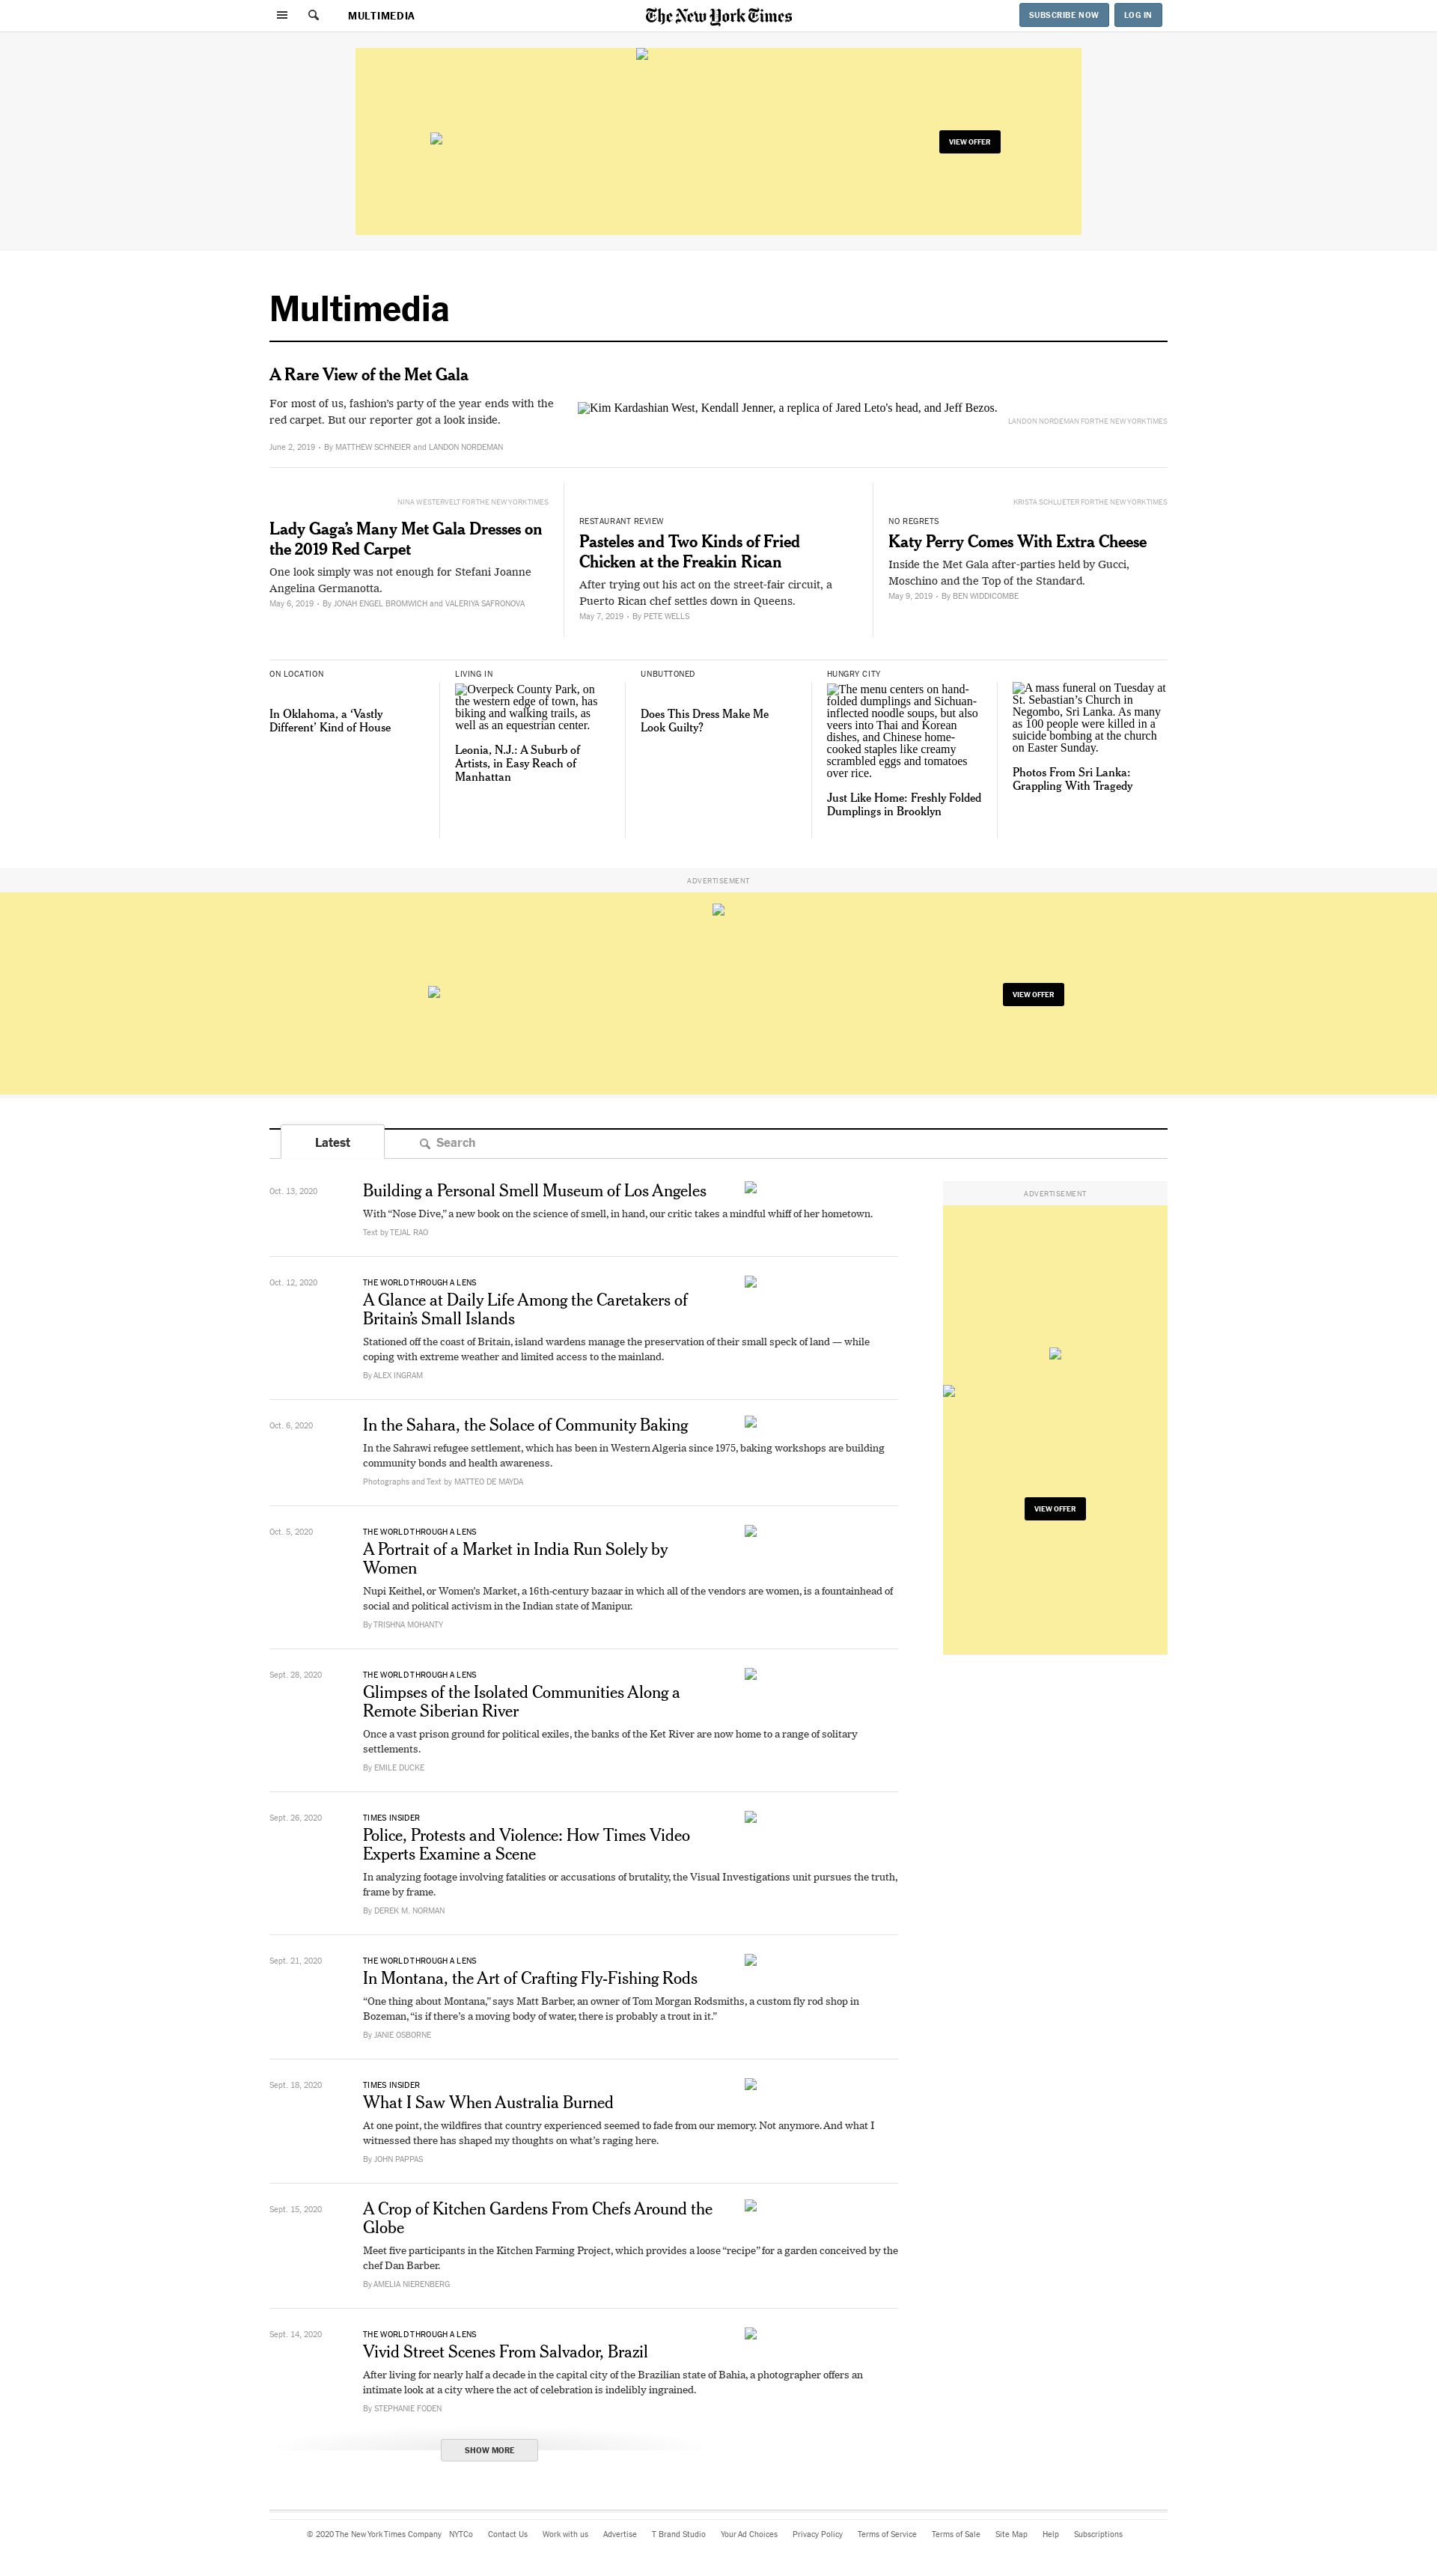 MULTIMEDIA
The New York Times
SUBSCRIBE NOW
LOG IN
VIEW OFFER
Multimedia
A Rare View of the Met Gala
For most of us, fashion's party of the year ends with the
red carpet. But our reporter got a look inside.
June 2, 2019 • By MATTHEW SCHNEIER and LANDON NORDEMAN
Kim Kardashian West, Kendall Jenner, a replica of Jared Leto's head, and Jeff Bezos.
LANDON NORDEMAN FOR THE NEW YORK TIMES
NINA WESTERVELT FOR THE NEW YORK TIMES
Lady Gaga's Many Met Gala Dresses on
the 2019 Red Carpet
One look simply was not enough for Stefani Joanne
Angelina Germanotta.
May 6, 2019 • By JONAH ENGEL BROMWICH and VALERIYA SAFRONOVA
RESTAURANT REVIEW
Pasteles and Two Kinds of Fried
Chicken at the Freakin Rican
After trying out his act on the street-fair circuit, a
Puerto Rican chef settles down in Queens.
May 7, 2019 • By PETE WELLS
KRISTA SCHLUETER FOR THE NEW YORK TIMES
NO REGRETS
Katy Perry Comes With Extra Cheese
Inside the Met Gala after-parties held by Gucci,
Moschino and the Top of the Standard.
May 9, 2019 • By BEN WIDDICOMBE
ON LOCATION
In Oklahoma, a ‘Vastly
Different’ Kind of House
LIVING IN
Overpeck County Park, on
the western edge of town, has
biking and walking trails, as
well as an equestrian center.
Leonia, N.J.: A Suburb of
Artists, in Easy Reach of
Manhattan
UNBUTTONED
Does This Dress Make Me
Look Guilty?
HUNGRY CITY
The menu centers on hand-
folded dumplings and Sichuan-
inflected noodle soups, but also
veers into Thai and Korean
dishes, and Chinese home-
cooked staples like creamy
scrambled eggs and tomatoes
over rice.
Just Like Home: Freshly Folded
Dumplings in Brooklyn
A mass funeral on Tuesday at
St. Sebastian's Church in
Negombo, Sri Lanka. As many
as 100 people were killed in a
suicide bombing at the church
on Easter Sunday.
Photos From Sri Lanka:
Grappling With Tragedy
ADVERTISEMENT
VIEW OFFER
Latest
Search
Oct. 13, 2020
Building a Personal Smell Museum of Los Angeles
With “Nose Dive,” a new book on the science of smell, in hand, our critic takes a mindful whiff of her hometown.
Text by TEJAL RAO
ADVERTISEMENT
VIEW OFFER
Oct. 12, 2020
THE WORLD THROUGH A LENS
A Glance at Daily Life Among the Caretakers of
Britain’s Small Islands
Stationed off the coast of Britain, island wardens manage the preservation of their small speck of land — while
coping with extreme weather and limited access to the mainland.
By ALEX INGRAM
Oct. 6, 2020
In the Sahara, the Solace of Community Baking
In the Sahrawi refugee settlement, which has been in Western Algeria since 1975, baking workshops are building
community bonds and health awareness.
Photographs and Text by MATTEO DE MAYDA
Oct. 5, 2020
THE WORLD THROUGH A LENS
A Portrait of a Market in India Run Solely by
Women
Nupi Keithel, or Women’s Market, a 16th-century bazaar in which all of the vendors are women, is a fountainhead of
social and political activism in the Indian state of Manipur.
By TRISHNA MOHANTY
Sept. 28, 2020
THE WORLD THROUGH A LENS
Glimpses of the Isolated Communities Along a
Remote Siberian River
Once a vast prison ground for political exiles, the banks of the Ket River are now home to a range of solitary
settlements.
By EMILE DUCKE
Sept. 26, 2020
TIMES INSIDER
Police, Protests and Violence: How Times Video
Experts Examine a Scene
In analyzing footage involving fatalities or accusations of brutality, the Visual Investigations unit pursues the truth,
frame by frame.
By DEREK M. NORMAN
Sept. 21, 2020
THE WORLD THROUGH A LENS
In Montana, the Art of Crafting Fly-Fishing Rods
“One thing about Montana,” says Matt Barber, an owner of Tom Morgan Rodsmiths, a custom fly rod shop in
Bozeman, “is if there’s a moving body of water, there is probably a trout in it.”
By JANIE OSBORNE
Sept. 18, 2020
TIMES INSIDER
What I Saw When Australia Burned
At one point, the wildfires that country experienced seemed to fade from our memory. Not anymore. And what I
witnessed there has shaped my thoughts on what’s raging here.
By JOHN PAPPAS
Sept. 15, 2020
A Crop of Kitchen Gardens From Chefs Around the
Globe
Meet five participants in the Kitchen Farming Project, which provides a loose “recipe” for a garden conceived by the
chef Dan Barber.
By AMELIA NIERENBERG
Sept. 14, 2020
THE WORLD THROUGH A LENS
Vivid Street Scenes From Salvador, Brazil
After living for nearly half a decade in the capital city of the Brazilian state of Bahia, a photographer offers an
intimate look at a city where the act of celebration is indelibly ingrained.
By STEPHANIE FODEN
SHOW MORE
© 2020 The New York Times Company NYTCo Contact Us Work with us Advertise T Brand Studio Your Ad Choices Privacy Policy Terms of Service Terms of Sale Site Map Help Subscriptions